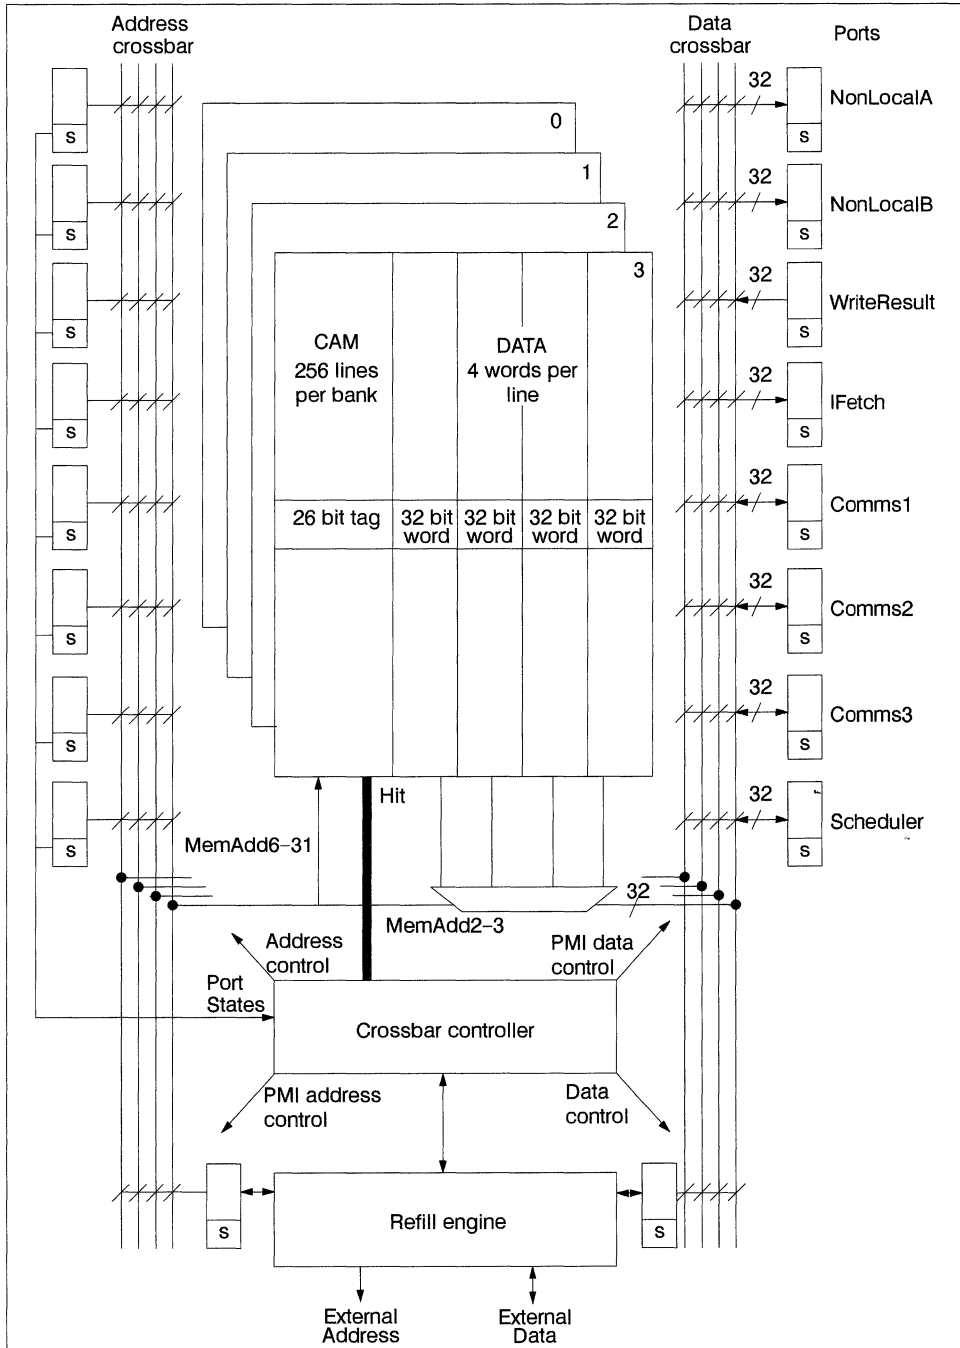 Address
crossbar
Data
crossbar
Ports
32
NonLocalA
S
S
0
32
NonLocalB
S
S
1
32
WriteResult
S
S
2
3
CAM
256 lines
per bank
DATA
4 words per
line
32
IFetch
S
S
32
Comms1
S
S
26 bit tag
32 bit
word
32 bit
word
32 bit
word
32 bit
word
32
Comms2
S
S
32
Comms3
S
S
32
Scheduler
S
S
Hit
MemAdd6–31
32
MemAdd2–3
Address
control
PMI data
control
Port
States
Crossbar controller
PMI address
control
Data
control
S
Refill engine
S
External
Address
External
Data